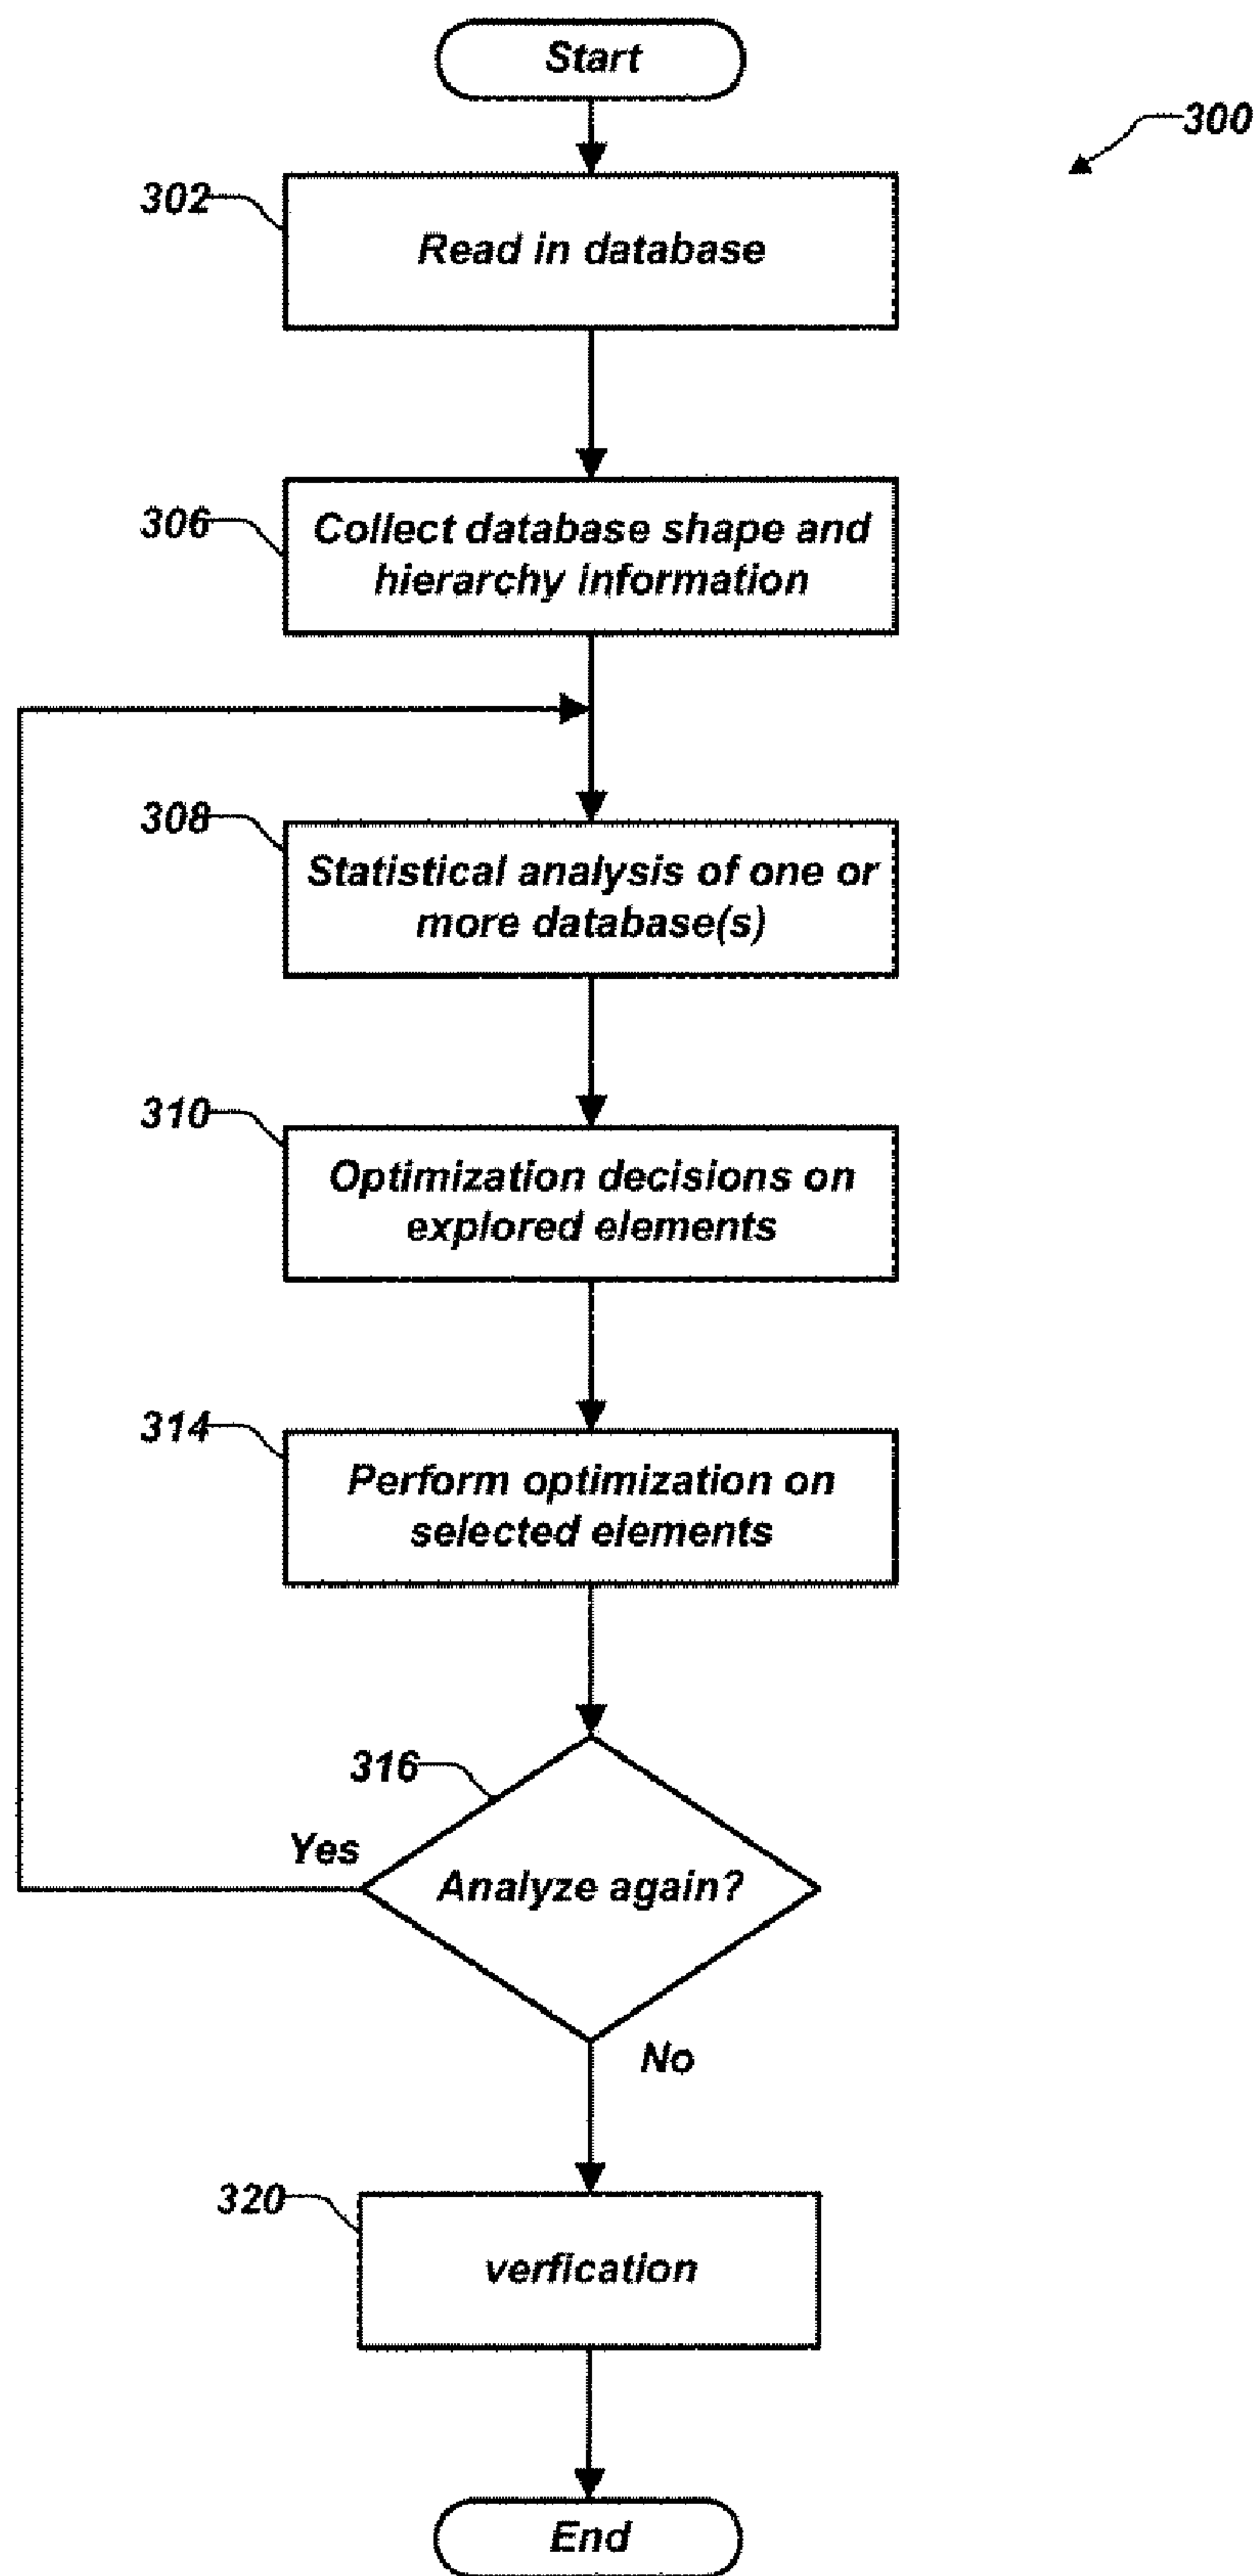 Start
300
302
Read in database
306
Collect database shape and
hierarchy information
308
Statistical analysis of one or
more database(s)
310
Optimization decisions on
explored elements
314
Perform optimization on
selected elements
316
Yes
Analyze again?
No
320
verfication
End